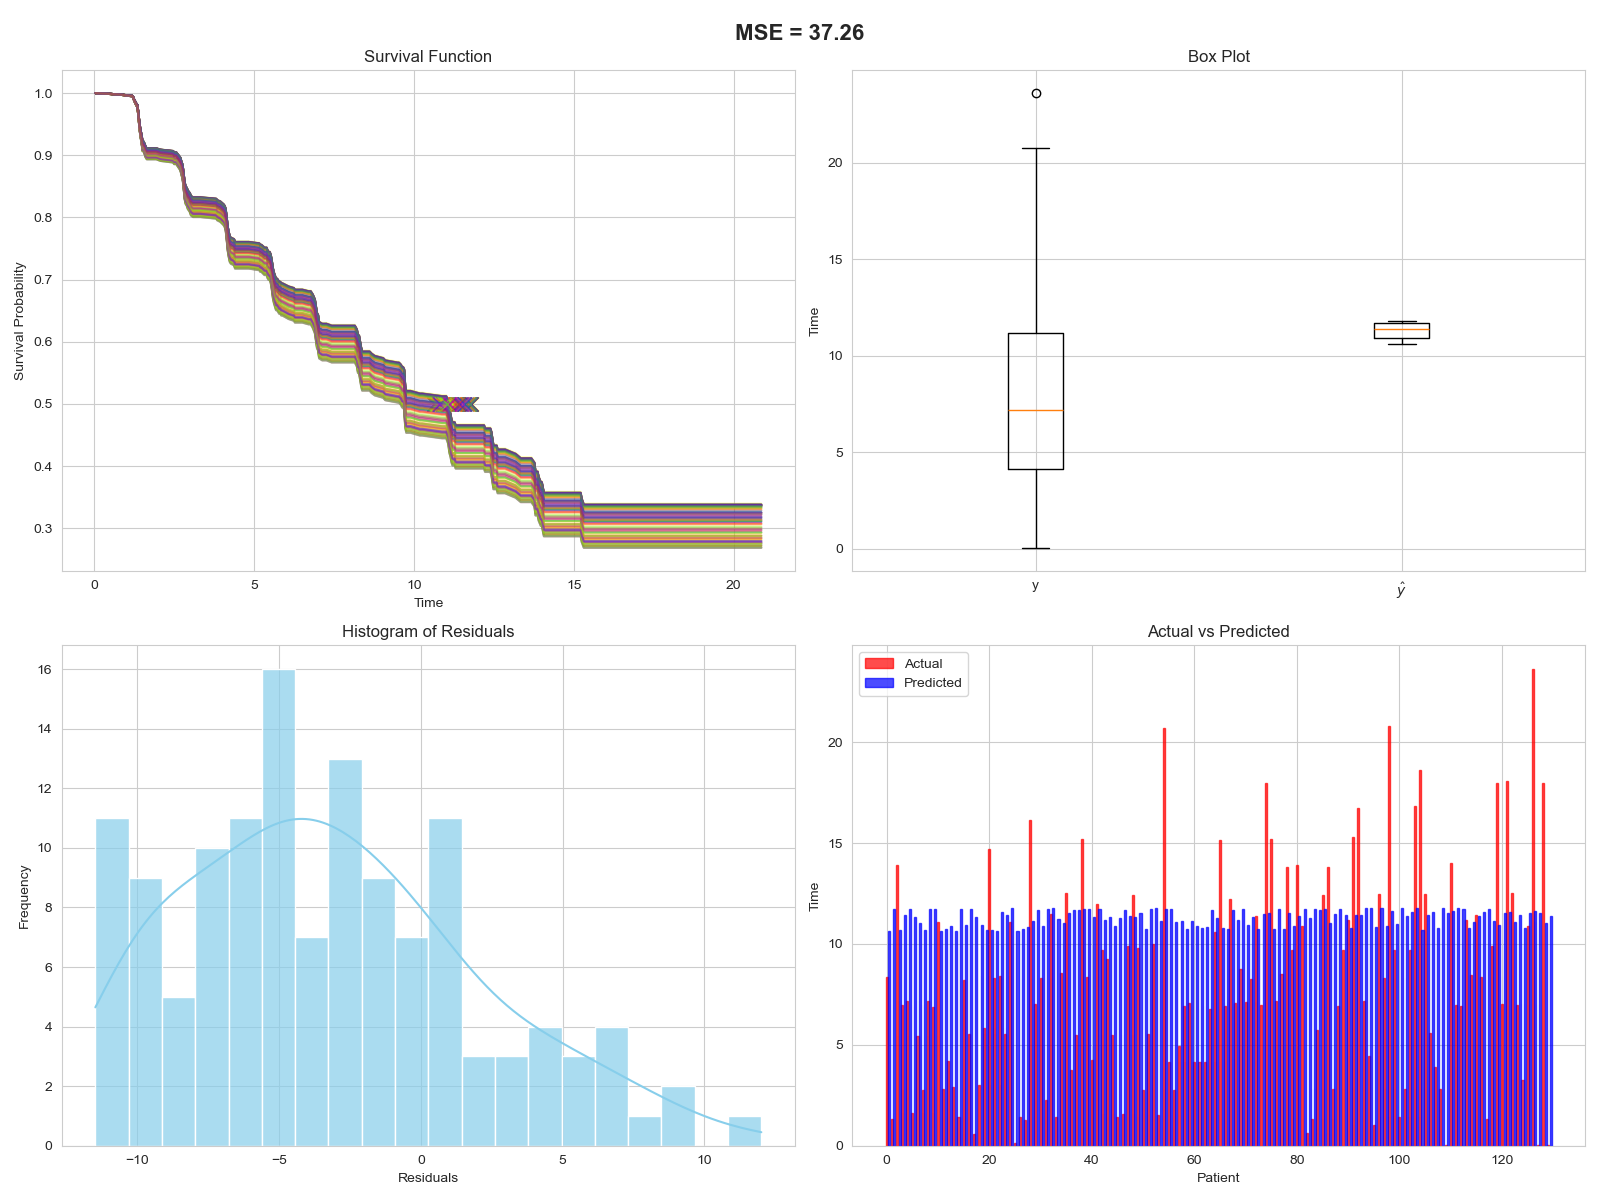 MSE = 37.26
Survival Function
Survival Probability
1.0
0.9
0.8
0.7
0.6
0.5
0.4
0.3
0 5 10 15 20
Time
Box Plot
Time
20
15
10
5
0
y ŷ
Histogram of Residuals
Frequency
16
14
12
10
8
6
4
2
0
−10 −5 0 5 10
Residuals
Actual vs Predicted
Actual
Predicted
Time
20
15
10
5
0
0 20 40 60 80 100 120
Patient